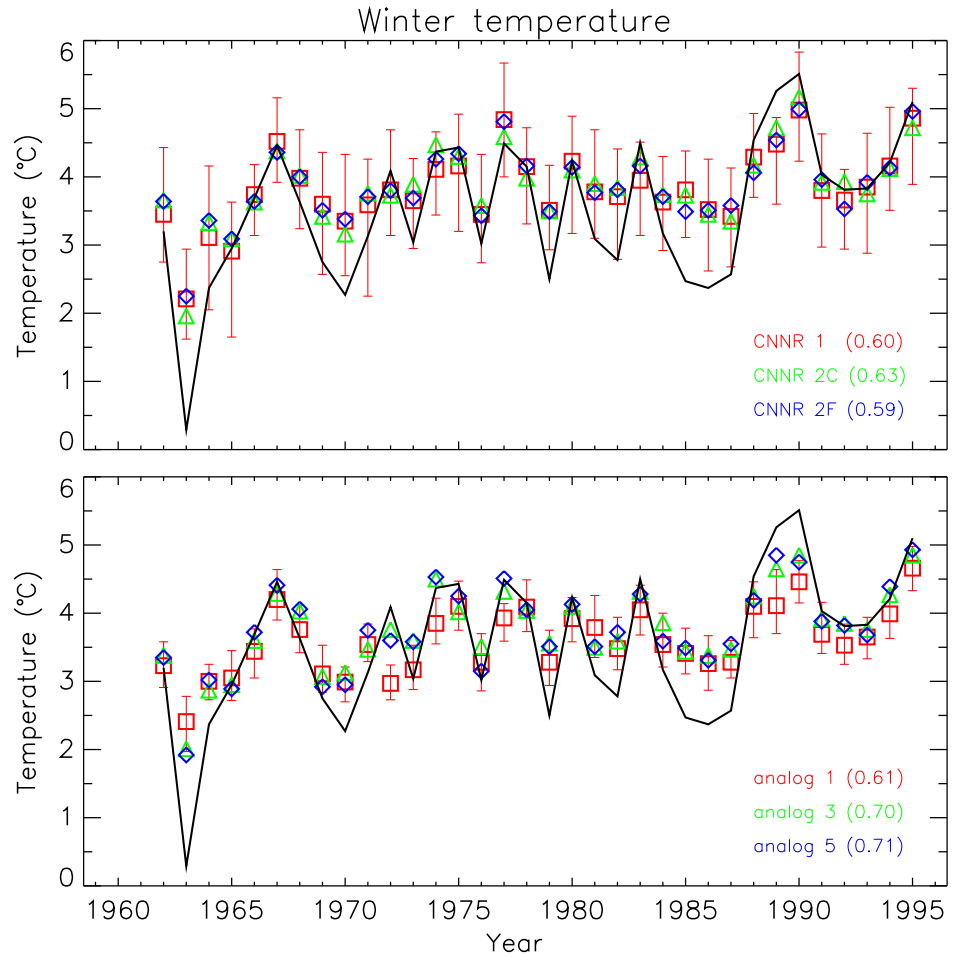 Winter temperature
6
5
4
3
2
1
0
Temperature (°C)
CNNR 1 (0.60)
CNNR 2C (0.63)
CNNR 2F (0.59)
6
5
4
3
2
1
0
Temperature (°C)
analog 1 (0.61)
analog 3 (0.70)
analog 5 (0.71)
1960 1965 1970 1975 1980 1985 1990 1995
Year